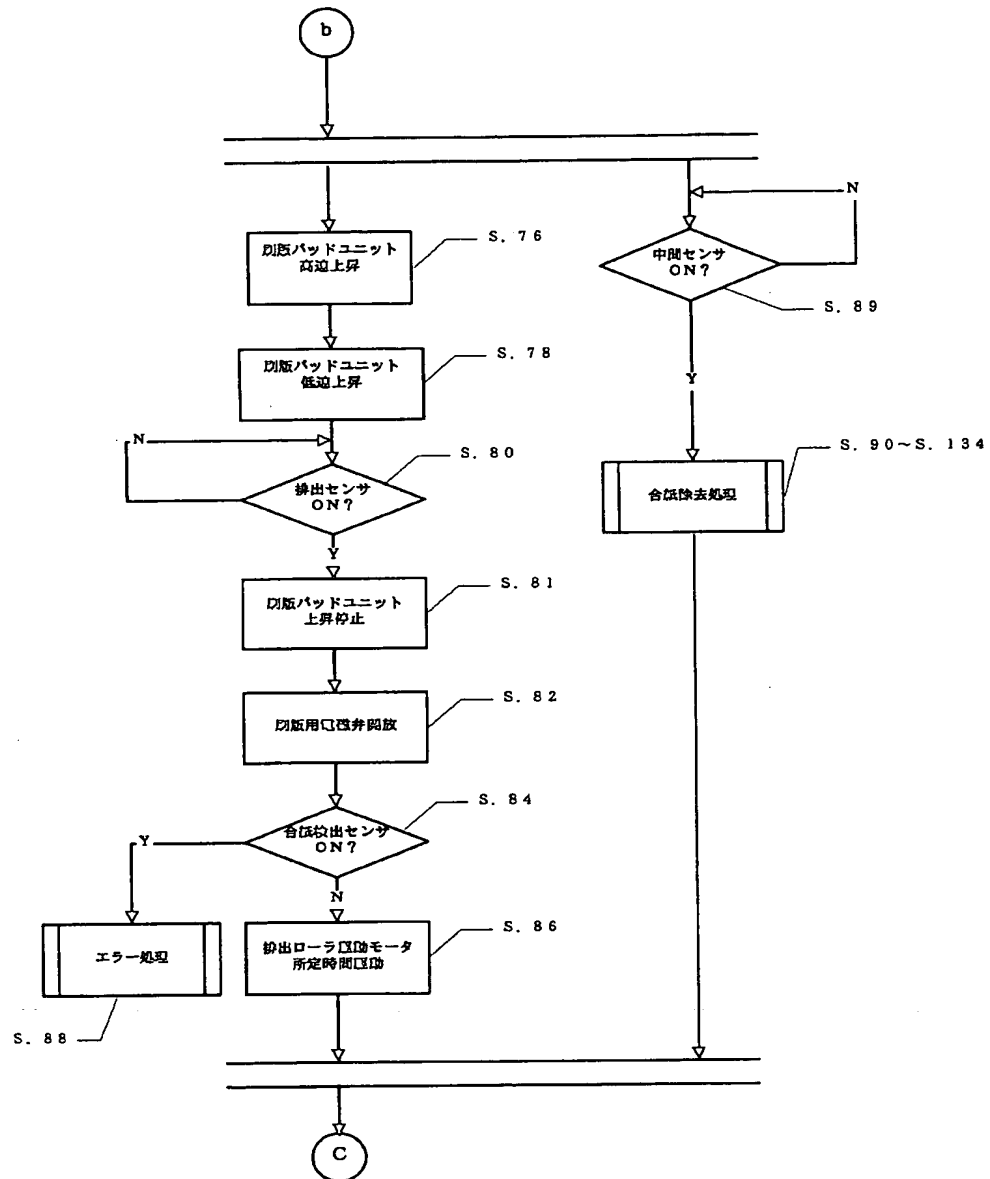 b
刷版パッドユニット
高速上昇
S. 76
N
中間センサ
ON?
S. 89
刷版パッドユニット
低速上昇
S. 78
Y
N
S. 80
排出センサ
ON?
S. 90～S. 134
合紙除去処理
Y
刷版パッドユニット
上昇停止
S. 81
刷版用電磁弁開放
S. 82
合紙検出センサ
ON?
S. 84
Y
N
エラー処理
排出ローラ駆動モータ
所定時間駆動
S. 86
S. 88
C